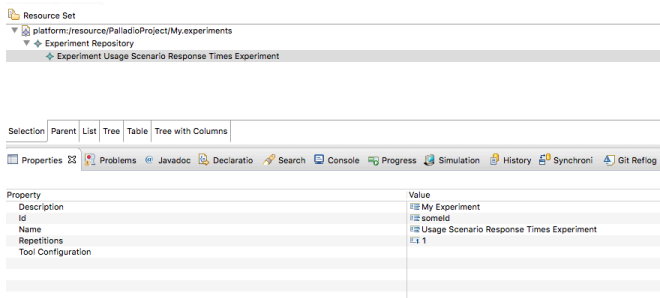 Resource Set
platform:/resource/PalladioProject/My.experiments
Experiment Repository
Experiment Usage Scenario Response Times Experiment
Selection Parent List Tree Table Tree with Columns
Properties Problems Javadoc Declaratio Search Console Progress Simulation History Synchroni Git Reflog
Property Value
Description My Experiment
Id someId
Name Usage Scenario Response Times Experiment
Repetitions 1
Tool Configuration